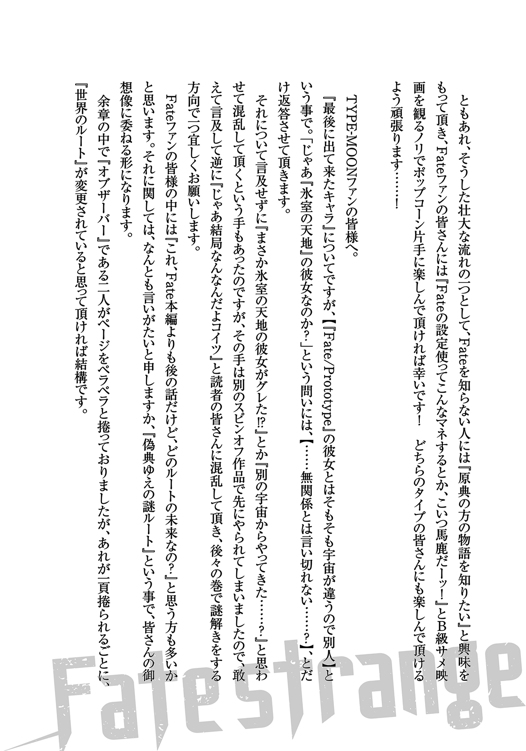 ともあれ、そうした壮大な流れの一つとして、Fateを知らない人には『原典の方の物語を知りたい』と興味を
もって頂き、Fateファンの皆さんには『Fateの設定使ってこんなマネするとか、こいつ馬鹿だーッ!』とB級サメ映
画を観るノリでポップコーン片手に楽しんで頂ければ幸いです! どちらのタイプの皆さんにも楽しんで頂ける
よう頑張ります……!
TYPE-MOONファンの皆様へ。
『最後に出て来たキャラ』についてですが、【『Fate/Prototype』の彼女とはそもそも宇宙が違うので別人】と
いう事で。「じゃあ『氷室の天地』の彼女なのか?」という問いには、【……無関係とは言い切れない……?】、とだ
け返答させて頂きます。
それについて言及せずに『まさか氷室の天地の彼女がグレた!?』とか『別の宇宙からやってきた……?』と思わ
せて混乱して頂くという手もあったのですが、その手は別のスピンオフ作品で先にやられてしまいましたので、敢
えて言及して逆に『じゃあ結局なんなんだよコイツ』と読者の皆さんに混乱して頂き、後々の巻で謎解きをする
方向で一つ宜しくお願いします。
Fateファンの皆様の中には『これ、Fate本編よりも後の話だけど、どのルートの未来なの?』と思う方も多いか
と思います。それに関しては、なんとも言いがたいと申しますか、『偽典ゆえの謎ルート』という事で、皆さんの御
想像に委ねる形になります。
余章の中で『オブザーバー』である二人がページをペラペラと捲っておりましたが、あれが一頁捲られるごとに、
『世界のルート』が変更されていると思って頂ければ結構です。
Fate strange